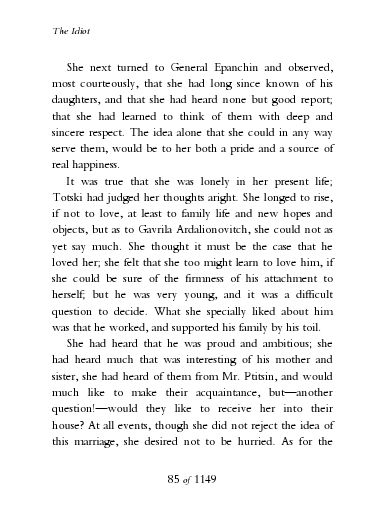 The Idiot
She next turned to General Epanchin and observed,
most courteously, that she had long since known of his
daughters, and that she had heard none but good report;
that she had learned to think of them with deep and
sincere respect. The idea alone that she could in any way
serve them, would be to her both a pride and a source of
real happiness.
It was true that she was lonely in her present life;
Totski had judged her thoughts aright. She longed to rise,
if not to love, at least to family life and new hopes and
objects, but as to Gavrila Ardalionovitch, she could not as
yet say much. She thought it must be the case that he
loved her; she felt that she too might learn to love him, if
she could be sure of the firmness of his attachment to
herself; but he was very young, and it was a difficult
question to decide. What she specially liked about him
was that he worked, and supported his family by his toil.
She had heard that he was proud and ambitious; she
had heard much that was interesting of his mother and
sister, she had heard of them from Mr. Ptitsin, and would
much like to make their acquaintance, but—another
question!—would they like to receive her into their
house? At all events, though she did not reject the idea of
this marriage, she desired not to be hurried. As for the
85 of 1149